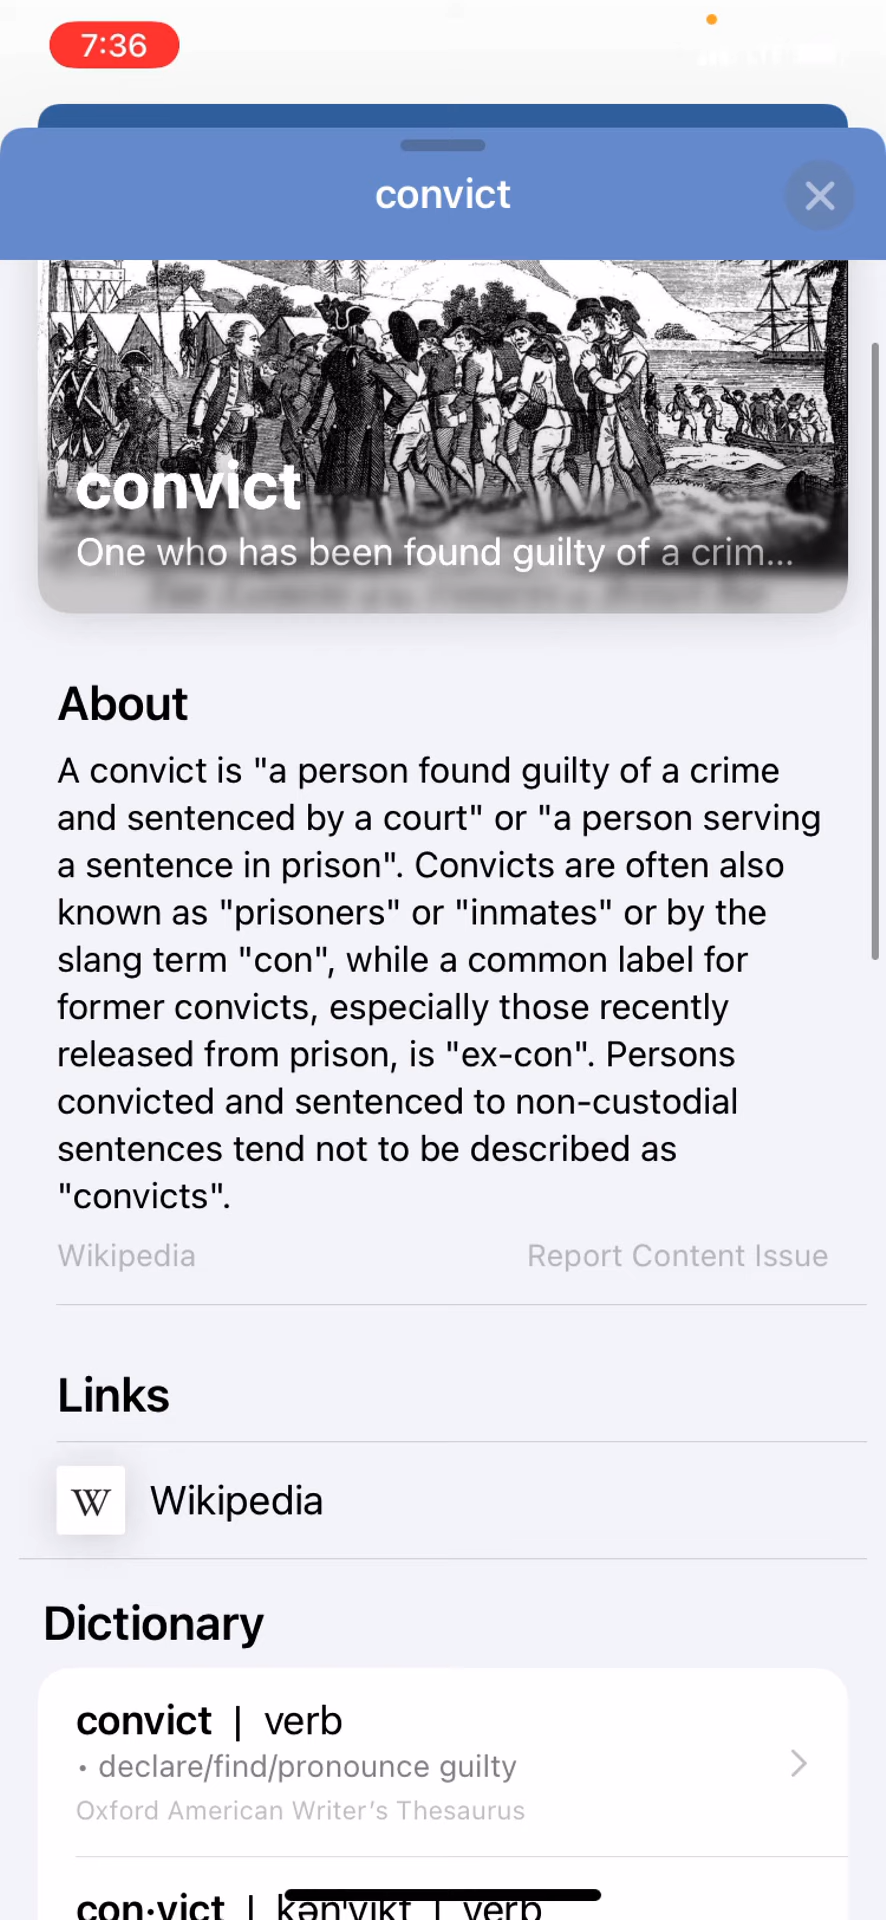 7:36
convict
convict
One who has been found guilty of a crim...
About
A convict is "a person found guilty of a crime
and sentenced by a court" or "a person serving
a sentence in prison". Convicts are often also
known as "prisoners" or "inmates" or by the
slang term "con", while a common label for
former convicts, especially those recently
released from prison, is "ex-con". Persons
convicted and sentenced to non-custodial
sentences tend not to be described as
"convicts".
Wikipedia
Report Content Issue
Links
W Wikipedia
Dictionary
convict | verb
• declare/find/pronounce guilty
Oxford American Writer's Thesaurus
con·vict | kənˈvikt | verb